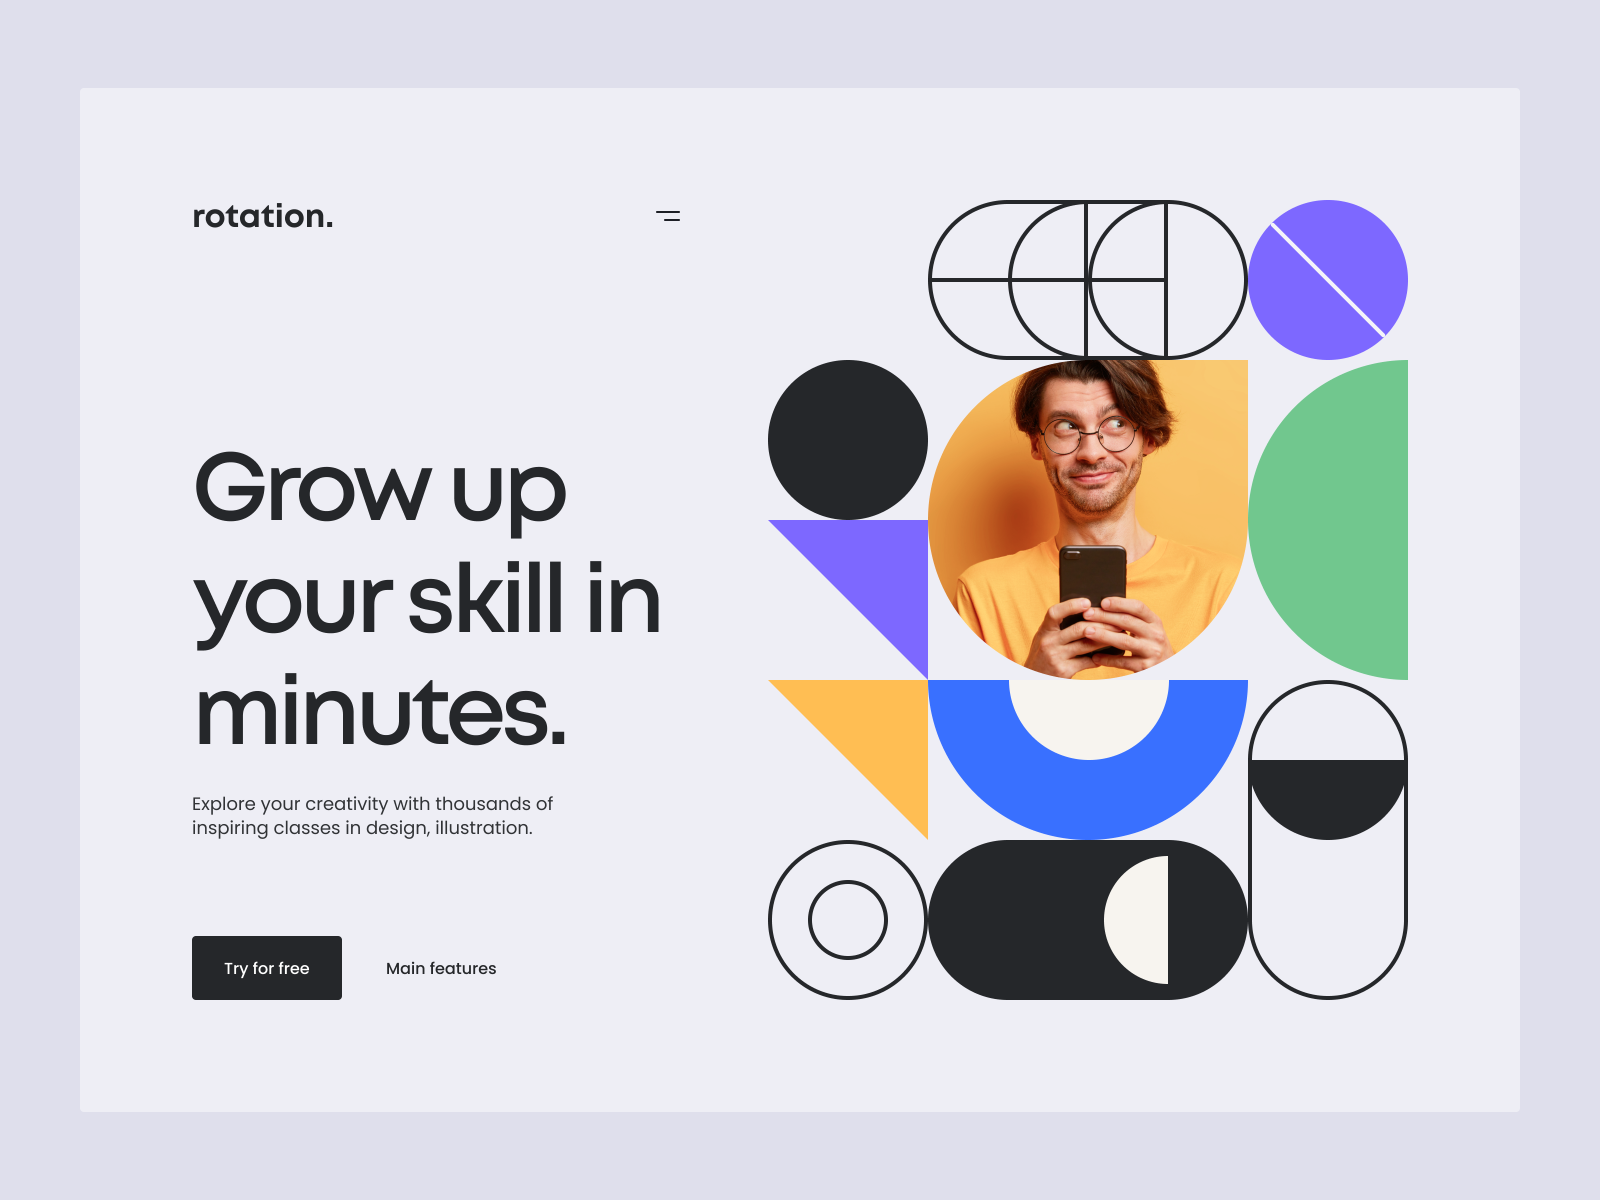 rotation.
Grow up
your skill in
minutes.
Explore your creativity with thousands of
inspiring classes in design, illustration.
Try for free
Main features